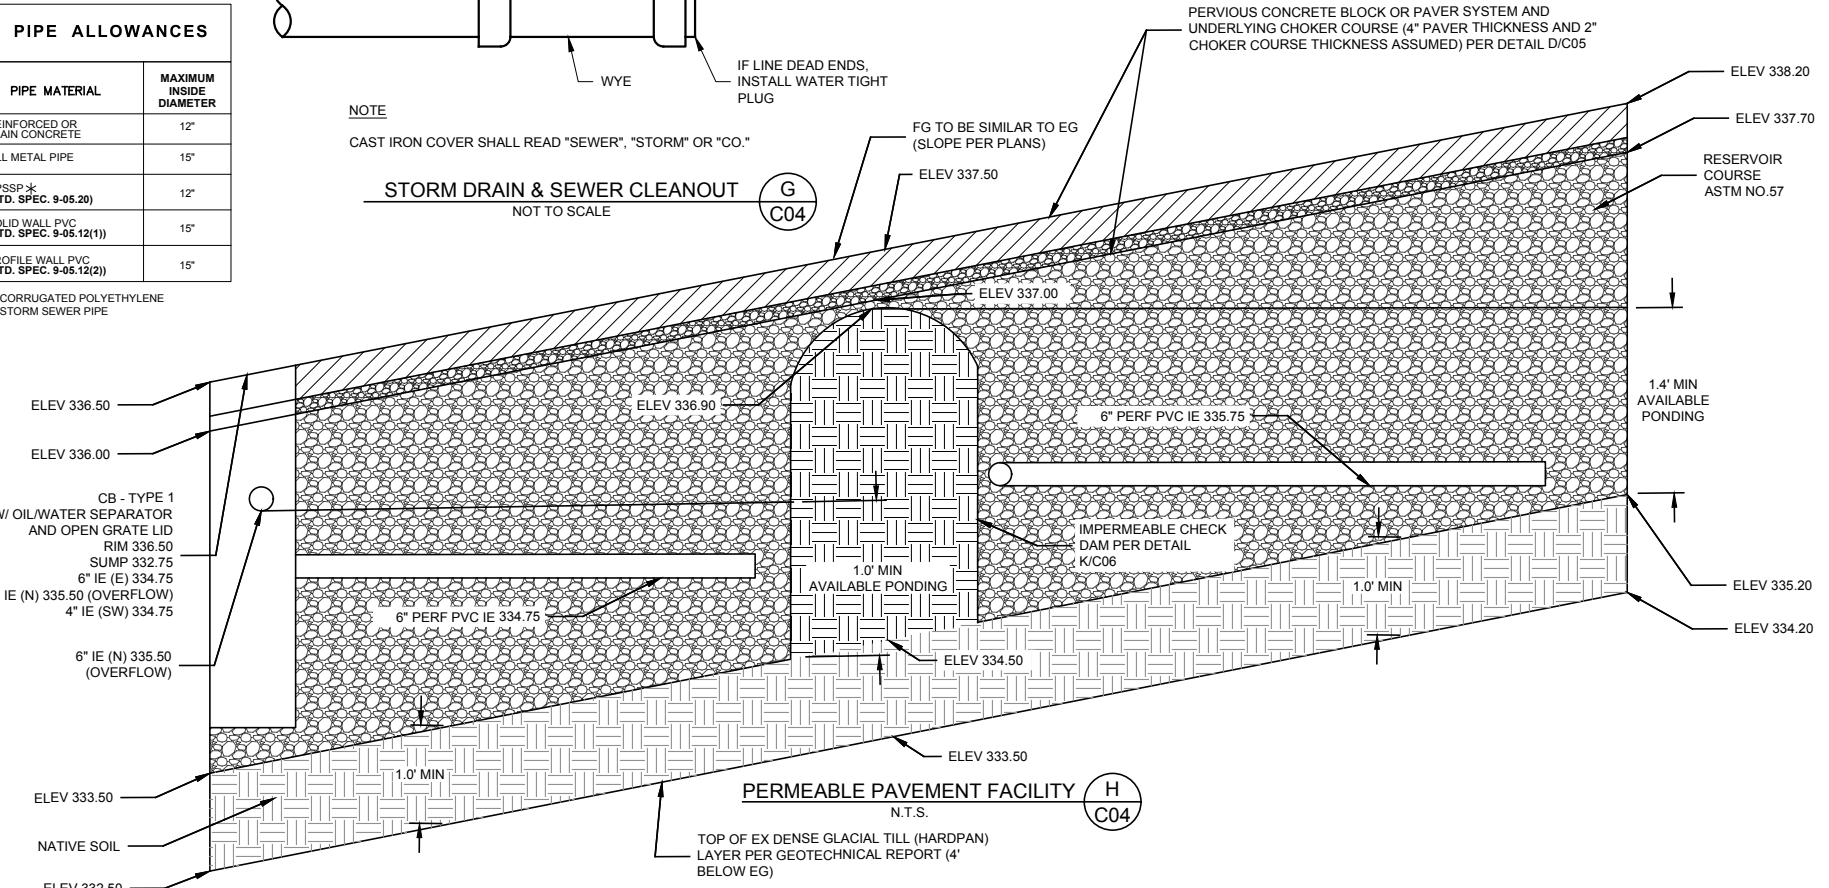 PIPE ALLOWANCES
PIPE MATERIAL
MAXIMUM
INSIDE
DIAMETER
12"
15"
12"
15"
15"
EINFORCED OR
AIN CONCRETE
L METAL PIPE
PSSP*
TD. SPEC. 9-05.20)
OLID WALL PVC
TD. SPEC. 9-05.12(1))
ROFILE WALL PVC
TD. SPEC. 9-05.12(2))
CORRUGATED POLYETHYLENE
STORM SEWER PIPE
WYE
IF LINE DEAD ENDS,
INSTALL WATER TIGHT
PLUG
NOTE
CAST IRON COVER SHALL READ "SEWER", "STORM" OR "CO."
STORM DRAIN & SEWER CLEANOUT
NOT TO SCALE
G
C04
PERVIOUS CONCRETE BLOCK OR PAVER SYSTEM AND
UNDERLYING CHOKER COURSE (4" PAVER THICKNESS AND 2"
CHOKER COURSE THICKNESS ASSUMED) PER DETAIL D/C05
FG TO BE SIMILAR TO EG
(SLOPE PER PLANS)
ELEV 337.50
ELEV 338.20
ELEV 337.70
RESERVOIR
COURSE
ASTM NO.57
ELEV 337.00
ELEV 336.90
ELEV 336.50
ELEV 336.00
1.4' MIN
AVAILABLE
PONDING
6" PERF PVC IE 335.75
CB - TYPE 1
W/ OIL/WATER SEPARATOR
AND OPEN GRATE LID
RIM 336.50
SUMP 332.75
6" IE (E) 334.75
IE (N) 335.50 (OVERFLOW)
4" IE (SW) 334.75
6" IE (N) 335.50
(OVERFLOW)
IMPERMEABLE CHECK
DAM PER DETAIL
K/C06
1.0' MIN
AVAILABLE PONDING
6" PERF PVC IE 334.75
1.0' MIN
ELEV 335.20
ELEV 334.20
ELEV 334.50
ELEV 333.50
1.0' MIN
ELEV 333.50
NATIVE SOIL
ELEV 332.50
PERMEABLE PAVEMENT FACILITY
N.T.S.
H
C04
TOP OF EX DENSE GLACIAL TILL (HARDPAN)
LAYER PER GEOTECHNICAL REPORT (4'
BELOW EG)